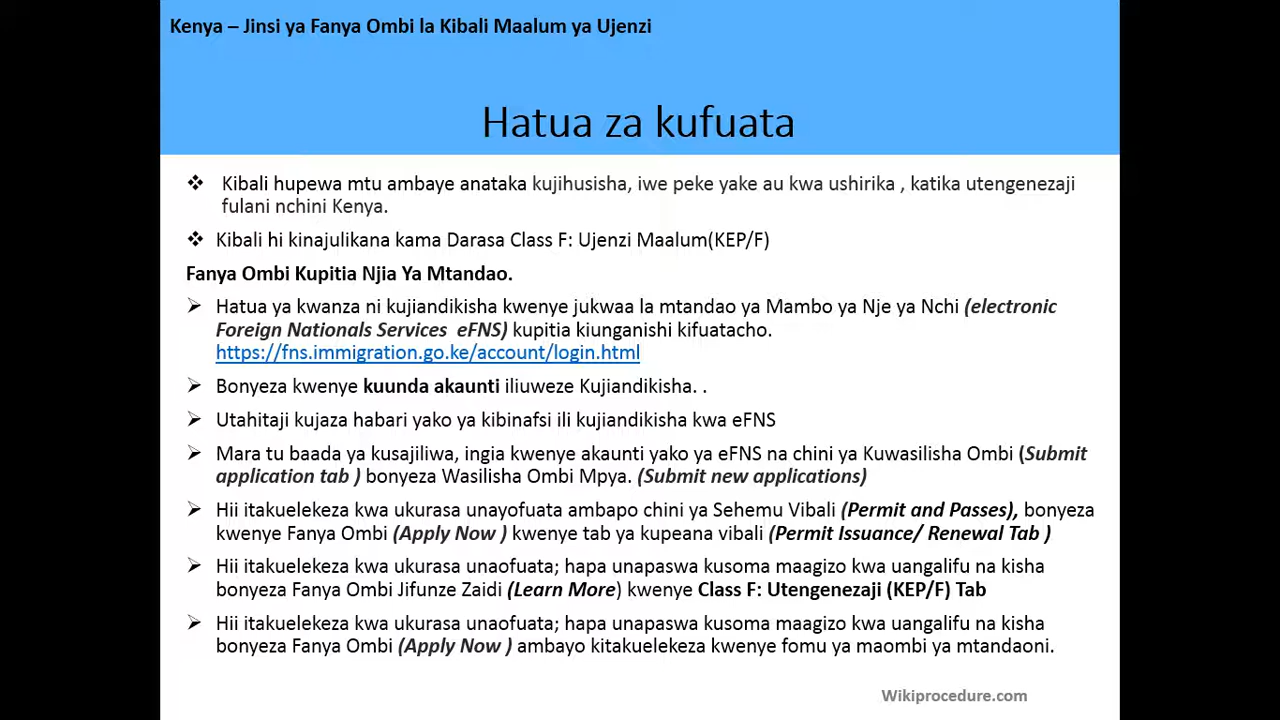 Kenya – Jinsi ya Fanya Ombi la Kibali Maalum ya Ujenzi
Hatua za kufuata
❖ Kibali hupewa mtu ambaye anataka kujihusisha, iwe peke yake au kwa ushirika , katika utengenezaji
fulani nchini Kenya.
❖ Kibali hi kinajulikana kama Darasa Class F: Ujenzi Maalum(KEP/F)
Fanya Ombi Kupitia Njia Ya Mtandao.
➢ Hatua ya kwanza ni kujiandikisha kwenye jukwaa la mtandao ya Mambo ya Nje ya Nchi (electronic
Foreign Nationals Services eFNS) kupitia kiunganishi kifuatacho.
https://fns.immigration.go.ke/account/login.html
➢ Bonyeza kwenye kuunda akaunti iliuweze Kujiandikisha. .
➢ Utahitaji kujaza habari yako ya kibinafsi ili kujiandikisha kwa eFNS
➢ Mara tu baada ya kusajiliwa, ingia kwenye akaunti yako ya eFNS na chini ya Kuwasilisha Ombi (Submit
application tab ) bonyeza Wasilisha Ombi Mpya. (Submit new applications)
➢ Hii itakuelekeza kwa ukurasa unayofuata ambapo chini ya Sehemu Vibali (Permit and Passes), bonyeza
kwenye Fanya Ombi (Apply Now ) kwenye tab ya kupeana vibali (Permit Issuance/ Renewal Tab )
➢ Hii itakuelekeza kwa ukurasa unaofuata; hapa unapaswa kusoma maagizo kwa uangalifu na kisha
bonyeza Fanya Ombi Jifunze Zaidi (Learn More) kwenye Class F: Utengenezaji (KEP/F) Tab
➢ Hii itakuelekeza kwa ukurasa unaofuata; hapa unapaswa kusoma maagizo kwa uangalifu na kisha
bonyeza Fanya Ombi (Apply Now ) ambayo kitakuelekeza kwenye fomu ya maombi ya mtandaoni.
Wikiprocedure.com